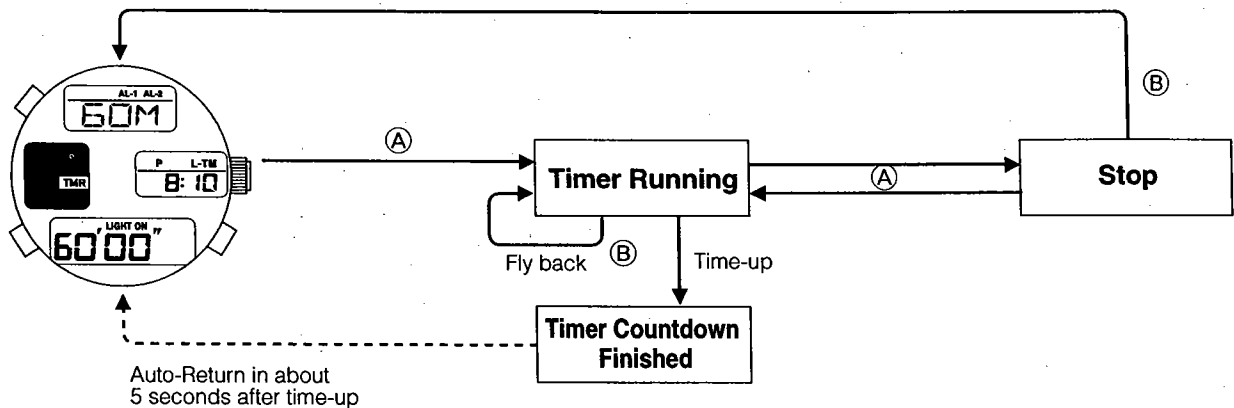 AL-1 AL-2
60M
P L-TM
8:10
TMR
LIGHT ON
60'00"
A
Timer Running
A
Stop
B
B
Fly back
Time-up
Timer Countdown
Finished
Auto-Return in about
5 seconds after time-up